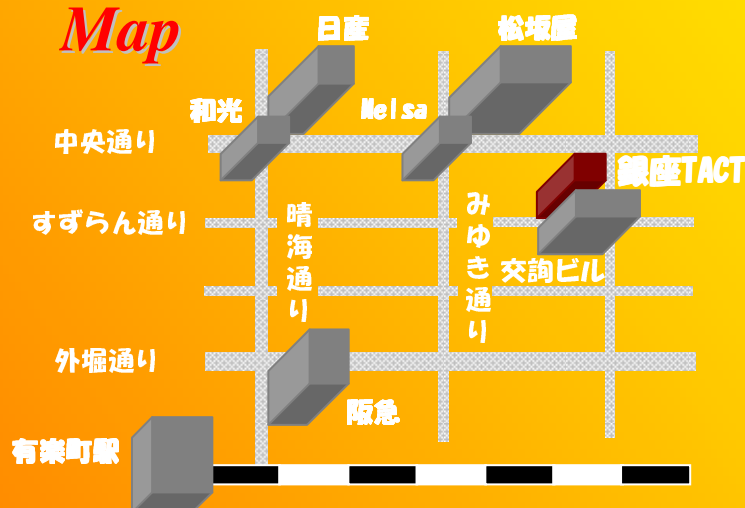 Map
日産
松坂屋
和光
Melsa
中央通り
銀座TACT
すずらん通り
晴海通り
みゆき通り
交詢ビル
外堀通り
阪急
有楽町駅